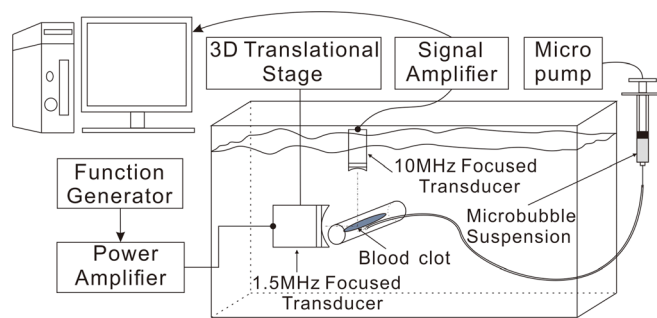 3D Translational
Stage
Signal
Amplifier
Micro
pump
Function
Generator
Power
Amplifier
10MHz Focused
Transducer
Microbubble
Suspension
Blood clot
1.5MHz Focused
Transducer